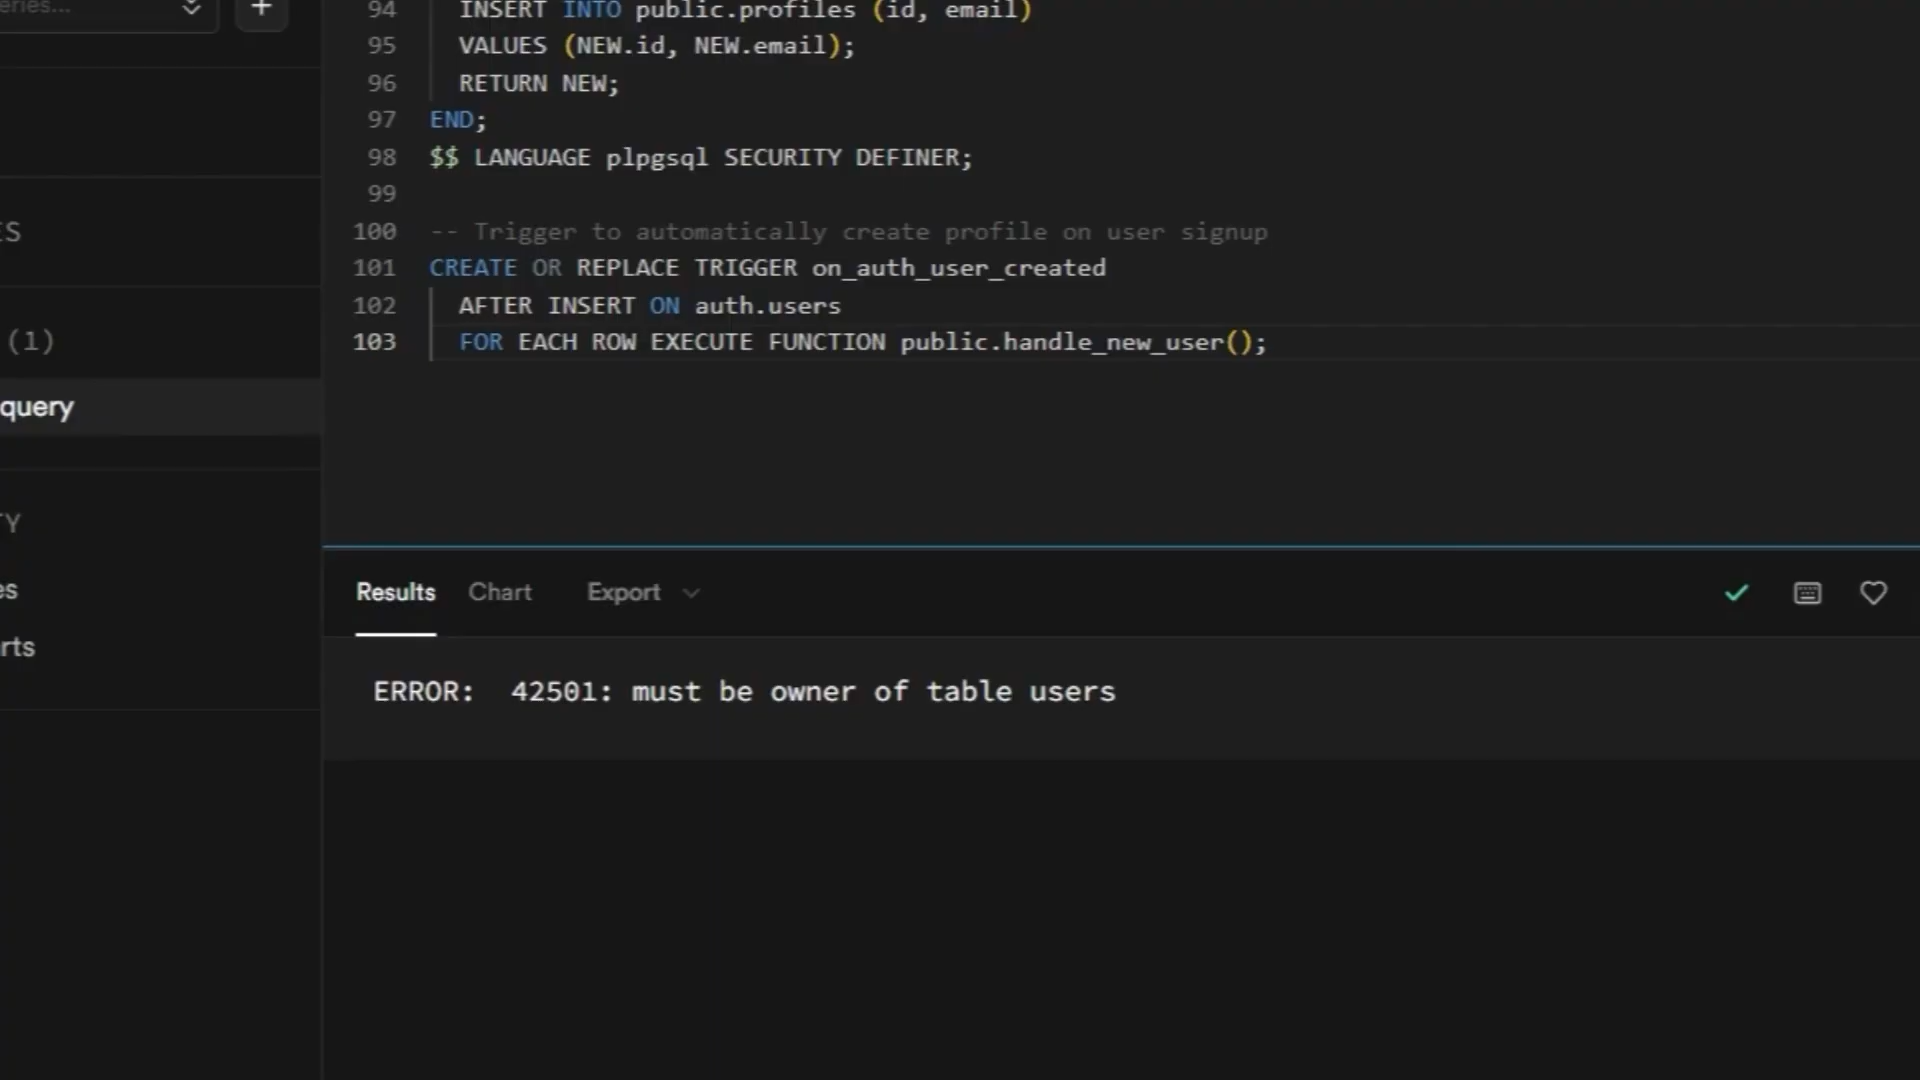 94 INSERT INTO public.profiles (id, email)
95 VALUES (NEW.id, NEW.email);
96 RETURN NEW;
97 END;
98 $$ LANGUAGE plpgsql SECURITY DEFINER;
99
100 -- Trigger to automatically create profile on user signup
101 CREATE OR REPLACE TRIGGER on_auth_user_created
102 AFTER INSERT ON auth.users
103 FOR EACH ROW EXECUTE FUNCTION public.handle_new_user();
ES
(1)
query
TY
es
rts
Results Chart Export
ERROR: 42501: must be owner of table users